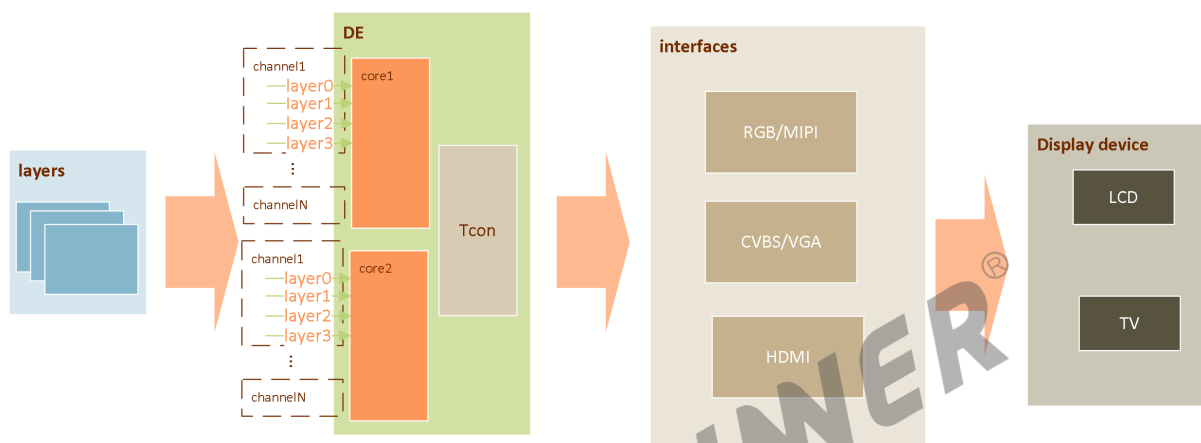 layers
DE
channel1
layer0
layer1
layer2
layer3
channelN
core1
channel1
layer0
layer1
layer2
layer3
channelN
core2
Tcon
interfaces
RGB/MIPI
CVBS/VGA
HDMI
Display device
LCD
TV
WNER®